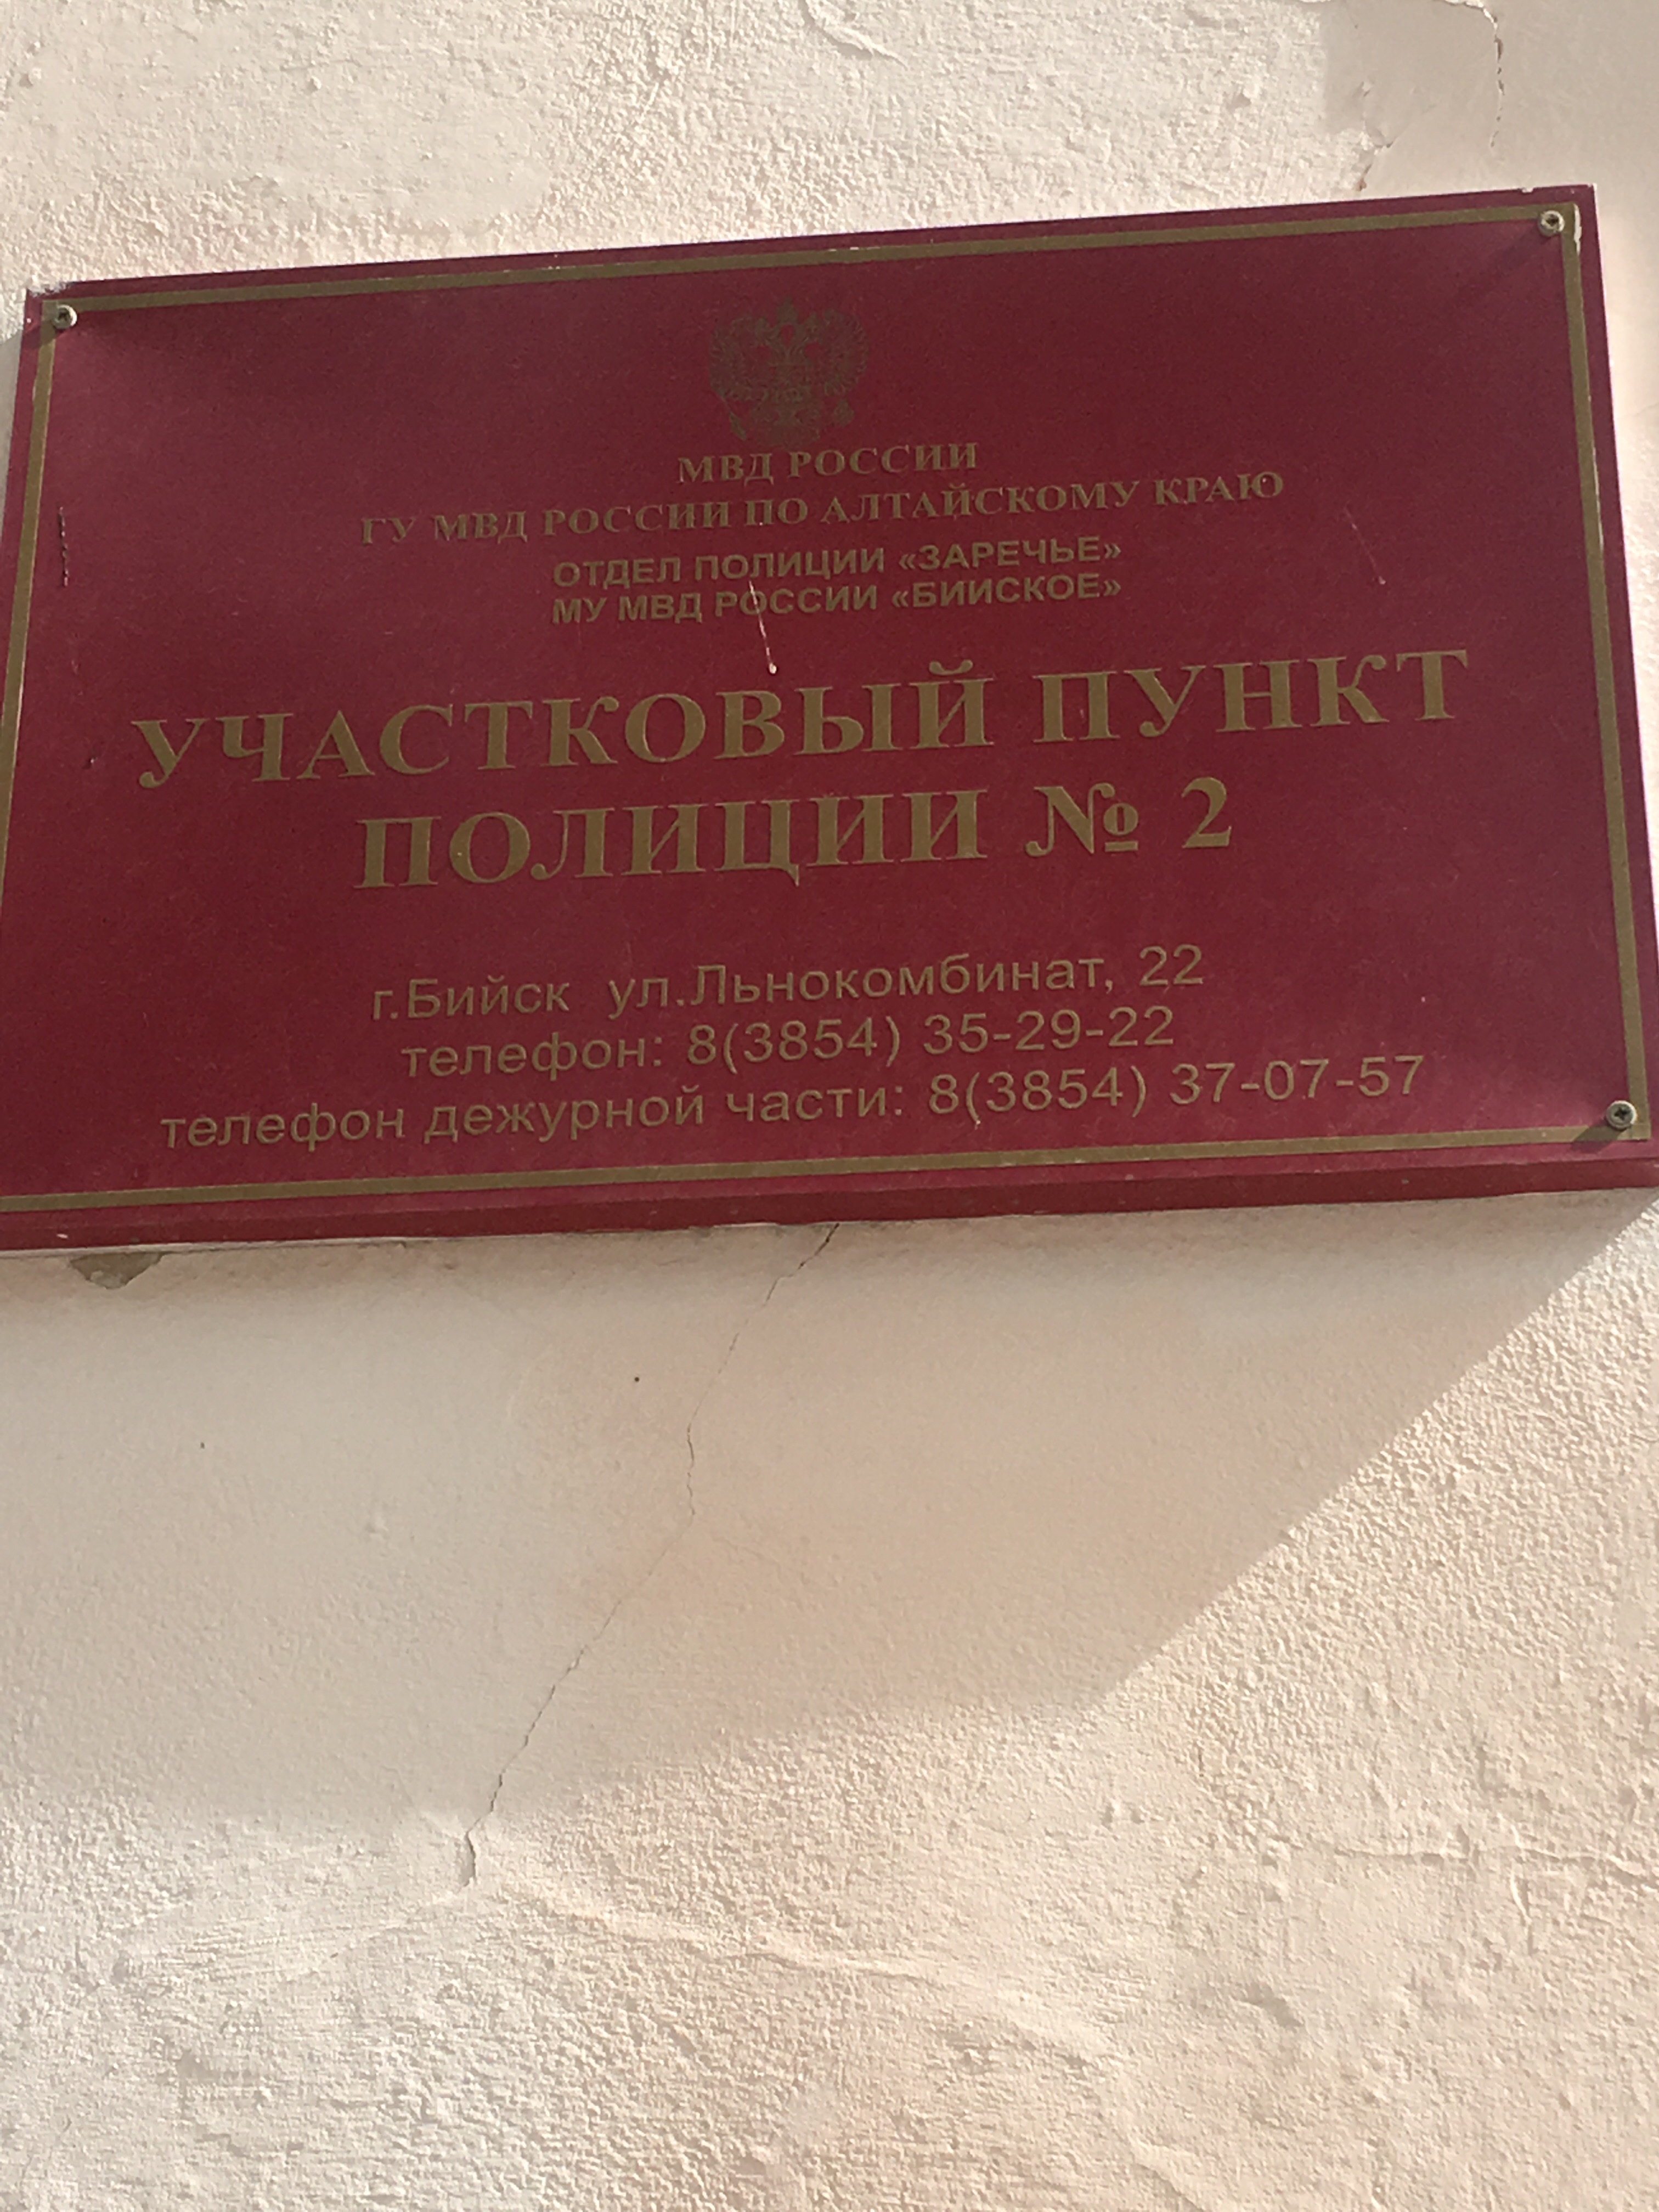 МВД РОССИИ
ГУ МВД РОССИИ ПО АЛТАЙСКОМУ КРАЮ
ОТДЕЛ ПОЛИЦИИ «ЗАРЕЧЬЕ»
МУ МВД РОССИИ «БИЙСКОЕ»
УЧАСТКОВЫЙ ПУНКТ
ПОЛИЦИИ № 2
г.Бийск ул.Льнокомбинат, 22
телефон: 8(3854) 35-29-22
телефон дежурной части: 8(3854) 37-07-57